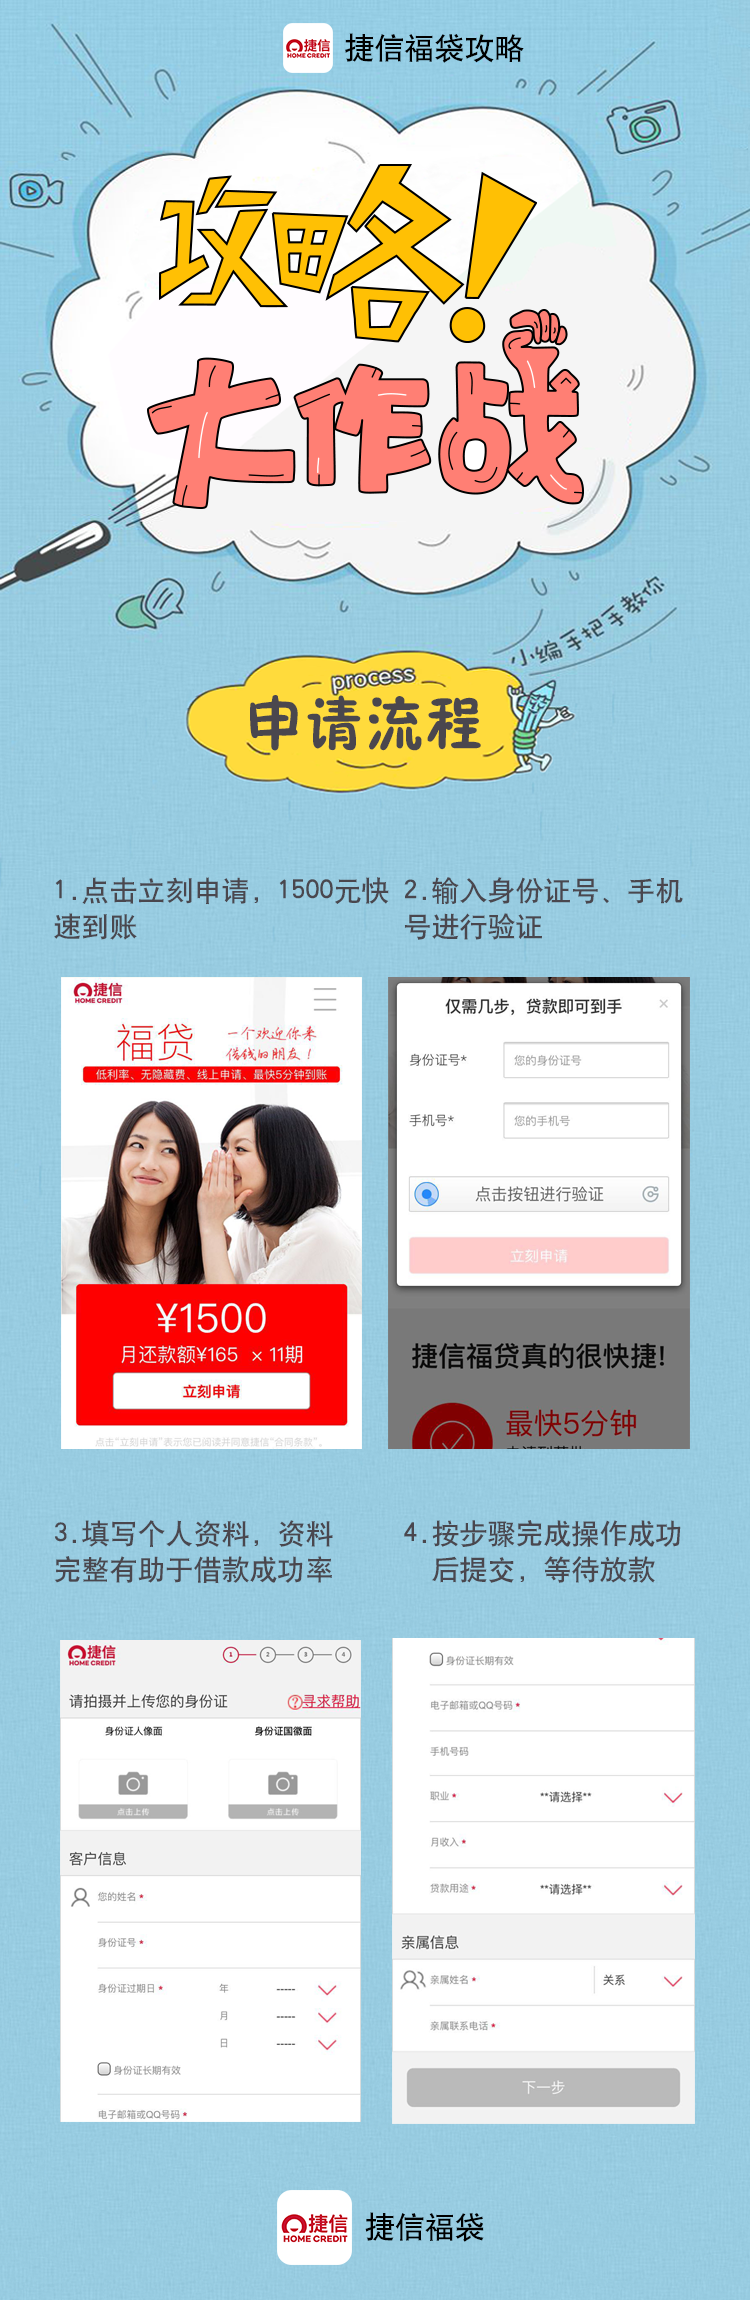 捷信
HOME CREDIT
捷信福袋攻略
攻略!
大作战
小编手把手教你
process
申请流程
1.点击立刻申请，1500元快
速到账
2.输入身份证号、手机
号进行验证
捷信
HOME CREDIT
福贷
一个欢迎你来
借钱的朋友！
低利率、无隐藏费、线上申请、最快5分钟到账
¥1500
月还款额¥165 × 11期
立刻申请
点击“立刻申请”表示您已阅读并同意捷信“合同条款”。
仅需几步，贷款即可到手 ×
身份证号* 您的身份证号
手机号* 您的手机号
点击按钮进行验证
立刻申请
捷信福贷真的很快捷!
最快5分钟
3.填写个人资料，资料
完整有助于借款成功率
4.按步骤完成操作成功
后提交，等待放款
捷信
HOME CREDIT
1 2 3 4
请拍摄并上传您的身份证 ?寻求帮助
身份证人像面 身份证国徽面
点击上传 点击上传
客户信息
您的姓名 *
身份证号 *
身份证过期日 * 年 -----
月 -----
日 -----
身份证长期有效
电子邮箱或QQ号码 *
身份证长期有效
电子邮箱或QQ号码 *
手机号码
职业 * **请选择**
月收入 *
贷款用途 * **请选择**
亲属信息
亲属姓名 * 关系
亲属联系电话 *
下一步
捷信
HOME CREDIT
捷信福袋